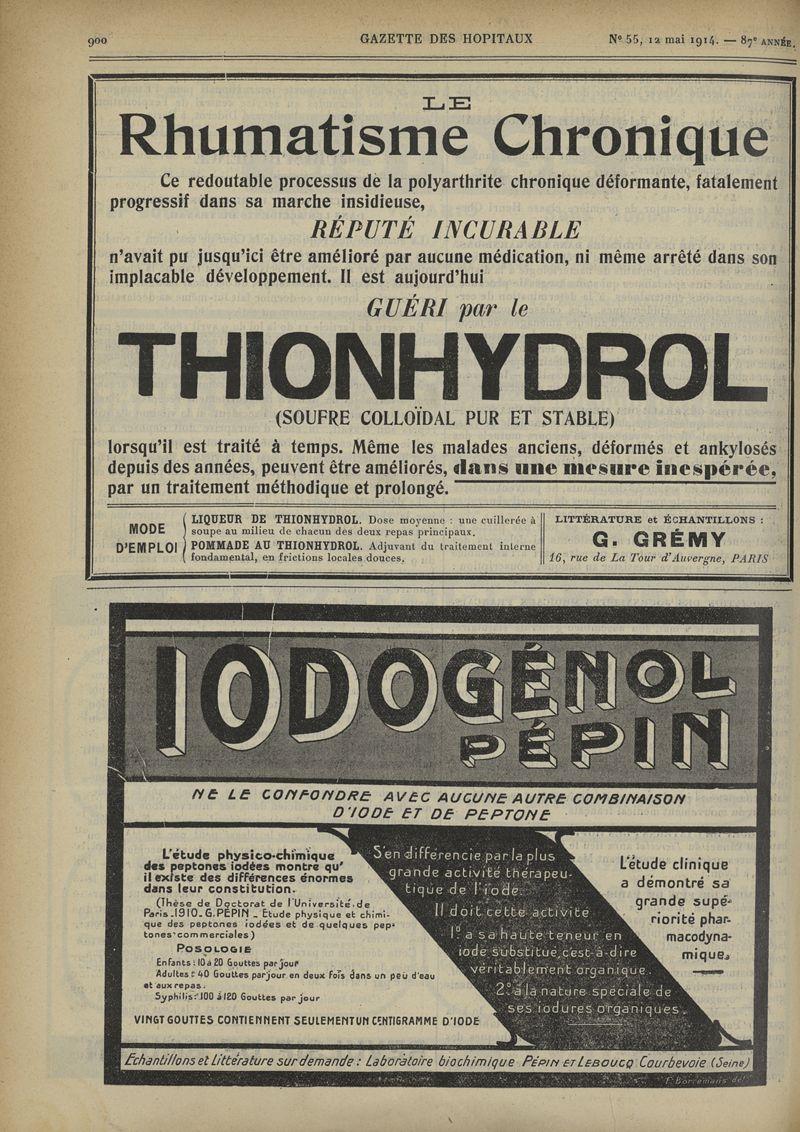 900
GAZETTE DES HOPITAUX
N° 55, 12 mai 1914. — 87e ANNÉE.
LE
Rhumatisme Chronique
Ce redoutable processus de la polyarthrite chronique déformante, fatalement
progressif dans sa marche insidieuse,
RÉPUTÉ INCURABLE
n'avait pu jusqu'ici être amélioré par aucune médication, ni même arrêté dans son
implacable développement. Il est aujourd'hui
GUÉRI par le
THIONHYDROL
(SOUFRE COLLOÏDAL PUR ET STABLE)
lorsqu'il est traité à temps. Même les malades anciens, déformés et ankylosés
depuis des années, peuvent être améliorés, dans une mesure inespérée,
par un traitement méthodique et prolongé.
MODE
D'EMPLOI
LIQUEUR DE THIONHYDROL. Dose moyenne : une cuillerée à
soupe au milieu de chacun des deux repas principaux.
POMMADE AU THIONHYDROL. Adjuvant du traitement interne
fondamental, en frictions locales douces.
LITTÉRATURE et ÉCHANTILLONS :
G. GRÉMY
16, rue de La Tour d'Auvergne, PARIS
IODOGÉNOL
PÉPIN
NE LE CONFONDRE AVEC AUCUNE AUTRE COMBINAISON
D'IODE ET DE PEPTONE
L'étude physico-chimique
des peptones iodées montre qu'
il existe des différences énormes
dans leur constitution.
(Thèse de Doctorat de l'Université de
Paris_1910_G.PÉPIN _ Étude physique et chimi-
que des peptones iodées et de quelques pep-
tones commerciales)
POSOLOGIE
Enfants : 10 à 20 Gouttes par jour
Adultes : 40 Gouttes par jour en deux fois dans un peu d'eau
et aux repas.
Syphilis : 100 à 120 Gouttes par jour
VINGT GOUTTES CONTIENNENT SEULEMENT UN CENTIGRAMME D'IODE
S'en différencie par la plus
grande activité thérapeu-
tique de l'iode.
Il doit cette activité
1° a sa haute teneur en
iode substitué, c'est-à-dire
véritablement organique.
2° à la nature spéciale de
ses iodures organiques.
L'étude clinique
a démontré sa
grande supé-
riorité phar-
macodyna-
mique.
Échantillons et Littérature sur demande : Laboratoire biochimique PÉPIN ET LEBOUCQ Courbevoie (Seine)